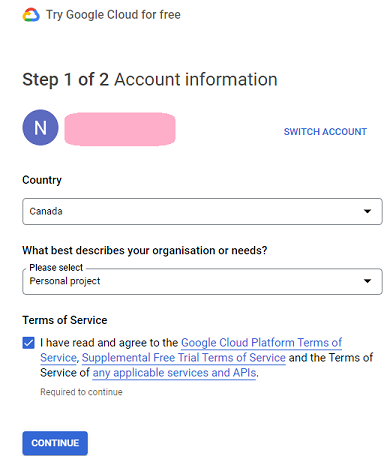 Try Google Cloud for free
Step 1 of 2 Account information
N
SWITCH ACCOUNT
Country
Canada
What best describes your organisation or needs?
Please select
Personal project
Terms of Service
I have read and agree to the Google Cloud Platform Terms of
Service, Supplemental Free Trial Terms of Service and the Terms of
Service of any applicable services and APIs.
Required to continue
CONTINUE